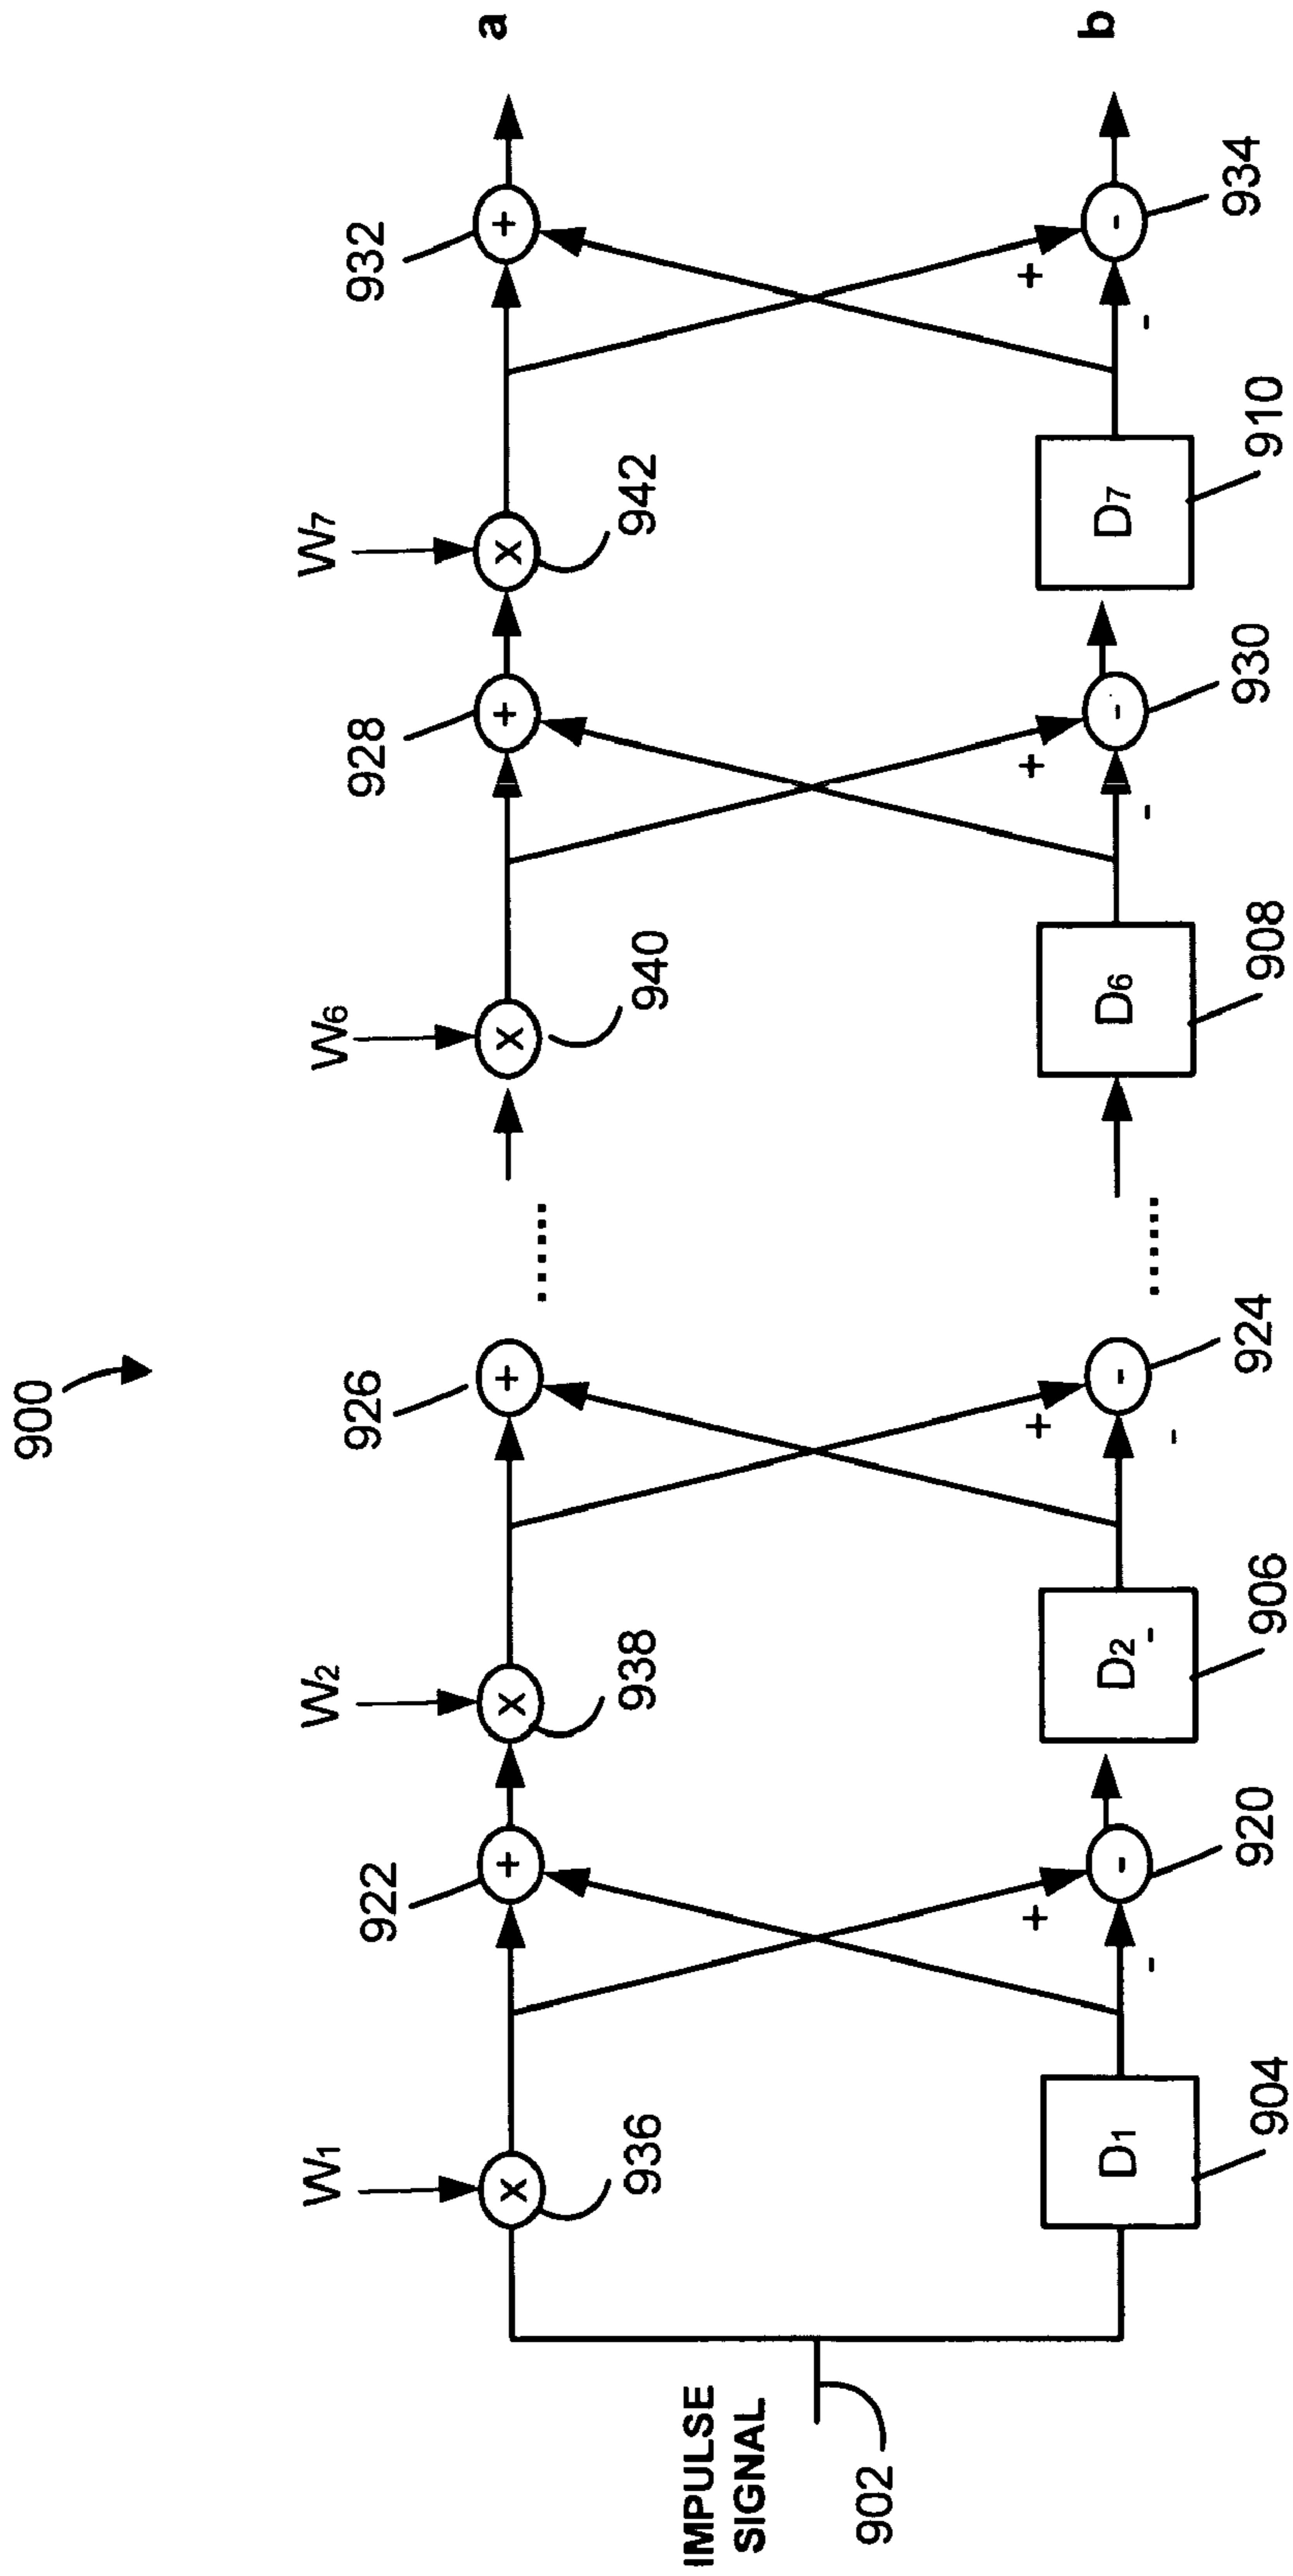 900
W1
W2
W6
W7
936
922
938
926
940
928
942
932
x
+
x
+
x
+
x
+
a
IMPULSE
SIGNAL
902
......
......
+
+
+
+
D1
-
D2
-
D6
-
D7
-
b
-
-
-
-
-
904
920
906
924
908
930
910
934